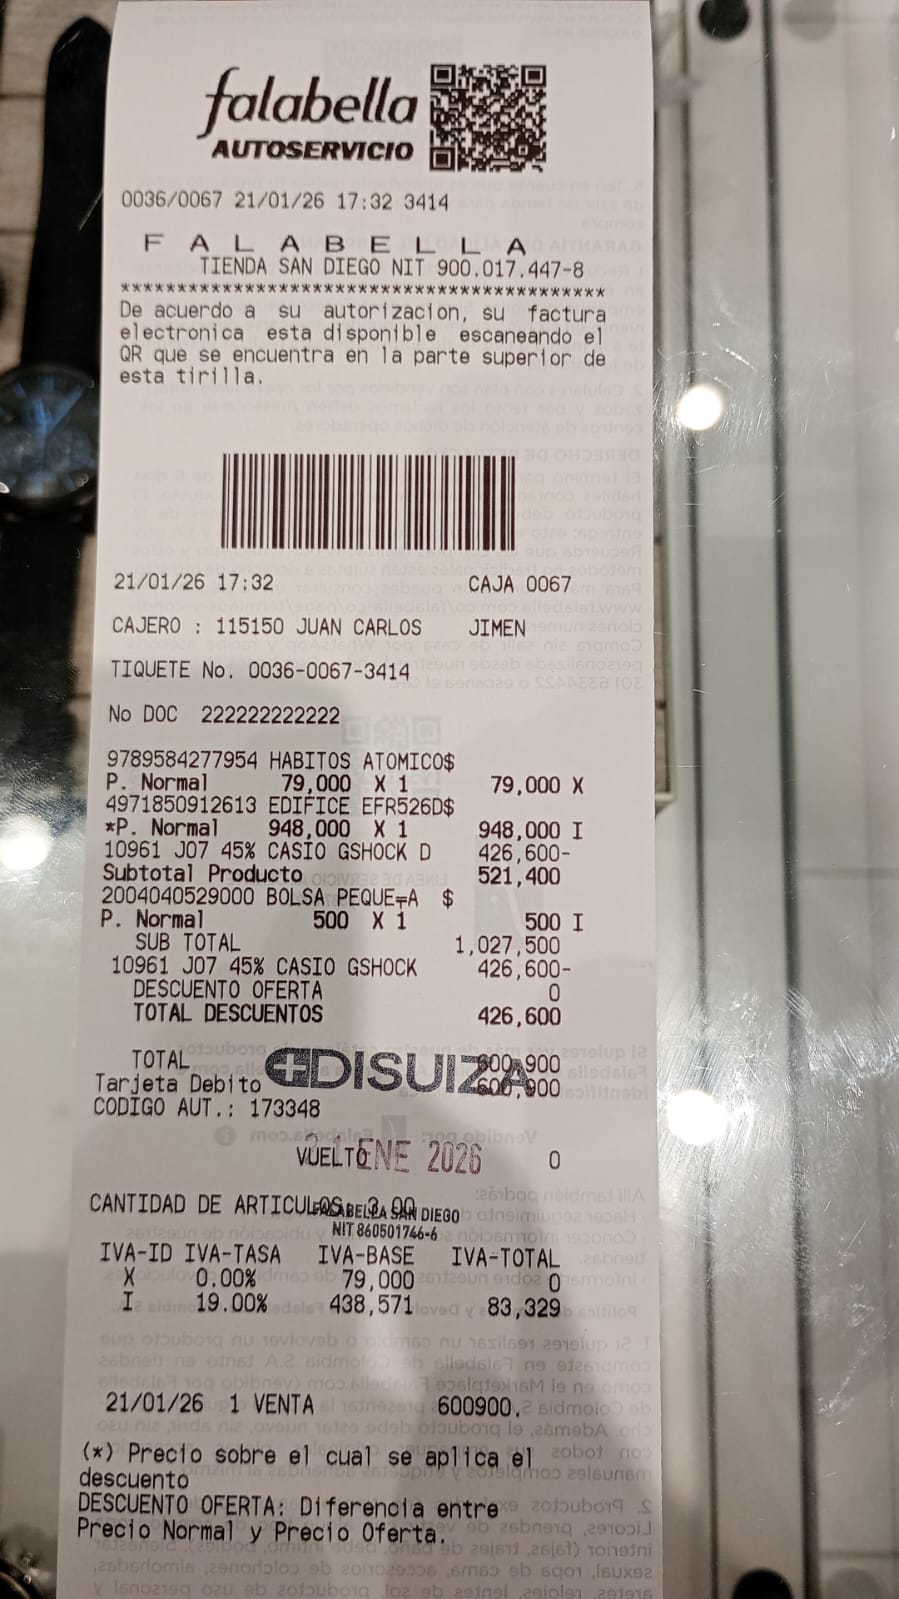 falabella
AUTOSERVICIO
0036/0067 21/01/26 17:32 3414
F A L A B E L L A
TIENDA SAN DIEGO NIT 900.017.447-8
******************************************
De acuerdo a su autorizacion, su factura
electronica esta disponible escaneando el
QR que se encuentra en la parte superior de
esta tirilla.
21/01/26 17:32 CAJA 0067
CAJERO : 115150 JUAN CARLOS JIMEN
TIQUETE No. 0036-0067-3414
No DOC 222222222222
9789584277954 HABITOS ATOMICO$
P. Normal 79,000 X 1 79,000 X
4971850912613 EDIFICE EFR526D$
*P. Normal 948,000 X 1 948,000 I
10961 J07 45% CASIO GSHOCK D 426,600-
Subtotal Producto 521,400
2004040529000 BOLSA PEQUE╤A $
P. Normal 500 X 1 500 I
SUB TOTAL 1,027,500
10961 J07 45% CASIO GSHOCK 426,600-
DESCUENTO OFERTA 0
TOTAL DESCUENTOS 426,600
TOTAL 600,900
DISUIZA
Tarjeta Debito 600,900
CODIGO AUT.: 173348
VUELTO 0
21 ENE 2026
CANTIDAD DE ARTICULOS 3.00
FALABELLA SAN DIEGO
NIT 860501746-6
IVA-ID IVA-TASA IVA-BASE IVA-TOTAL
X 0.00% 79,000 0
I 19.00% 438,571 83,329
21/01/26 1 VENTA 600900,
(*) Precio sobre el cual se aplica el
descuento
DESCUENTO OFERTA: Diferencia entre
Precio Normal y Precio Oferta.